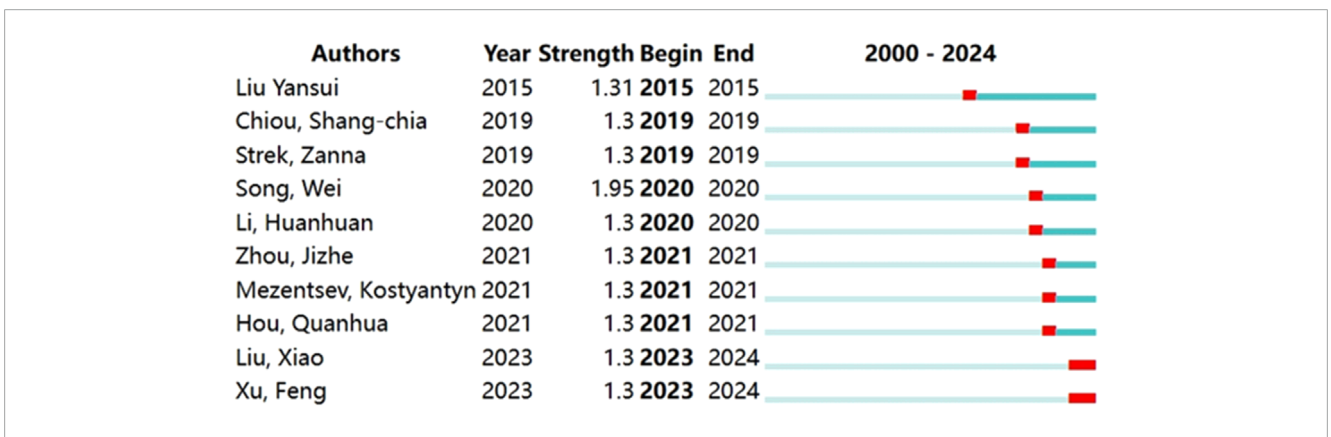 Authors Year Strength Begin End 2000 - 2024
Liu Yansui 2015 1.31 2015 2015
Chiou, Shang-chia 2019 1.3 2019 2019
Strek, Zanna 2019 1.3 2019 2019
Song, Wei 2020 1.95 2020 2020
Li, Huanhuan 2020 1.3 2020 2020
Zhou, Jizhe 2021 1.3 2021 2021
Mezentsev, Kostyantyn 2021 1.3 2021 2021
Hou, Quanhua 2021 1.3 2021 2021
Liu, Xiao 2023 1.3 2023 2024
Xu, Feng 2023 1.3 2023 2024